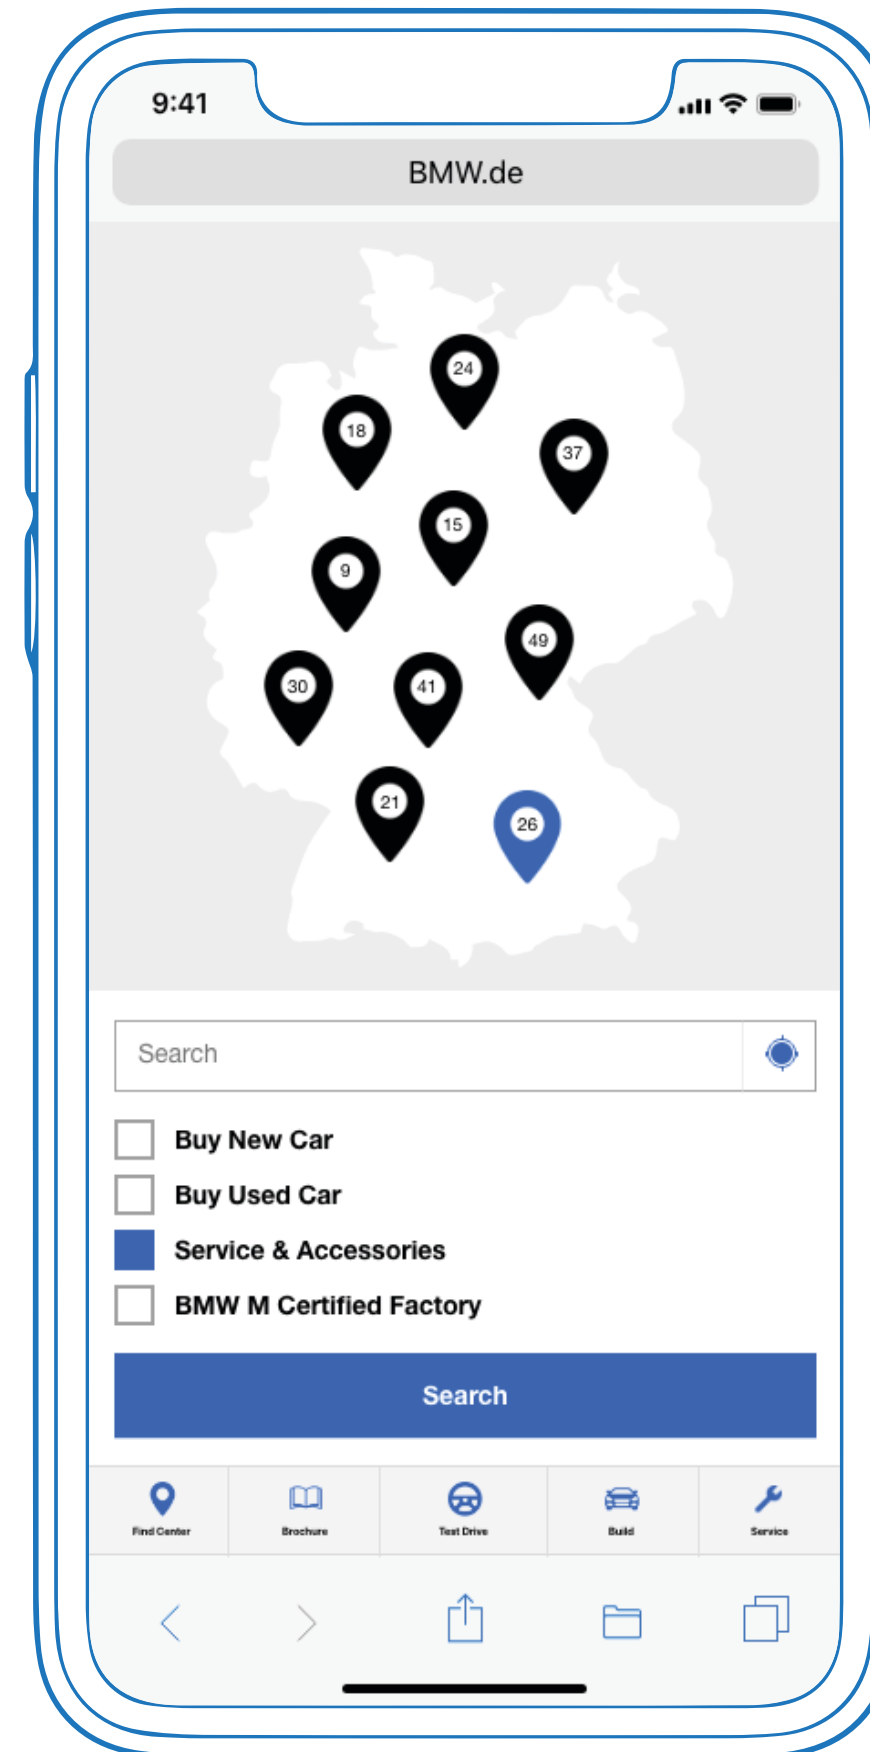 9:41
BMW.de
24
18
37
15
9
49
30
41
21
26
Search
Buy New Car
Buy Used Car
Service & Accessories
BMW M Certified Factory
Search
Find Center Brochure Test Drive Build Service